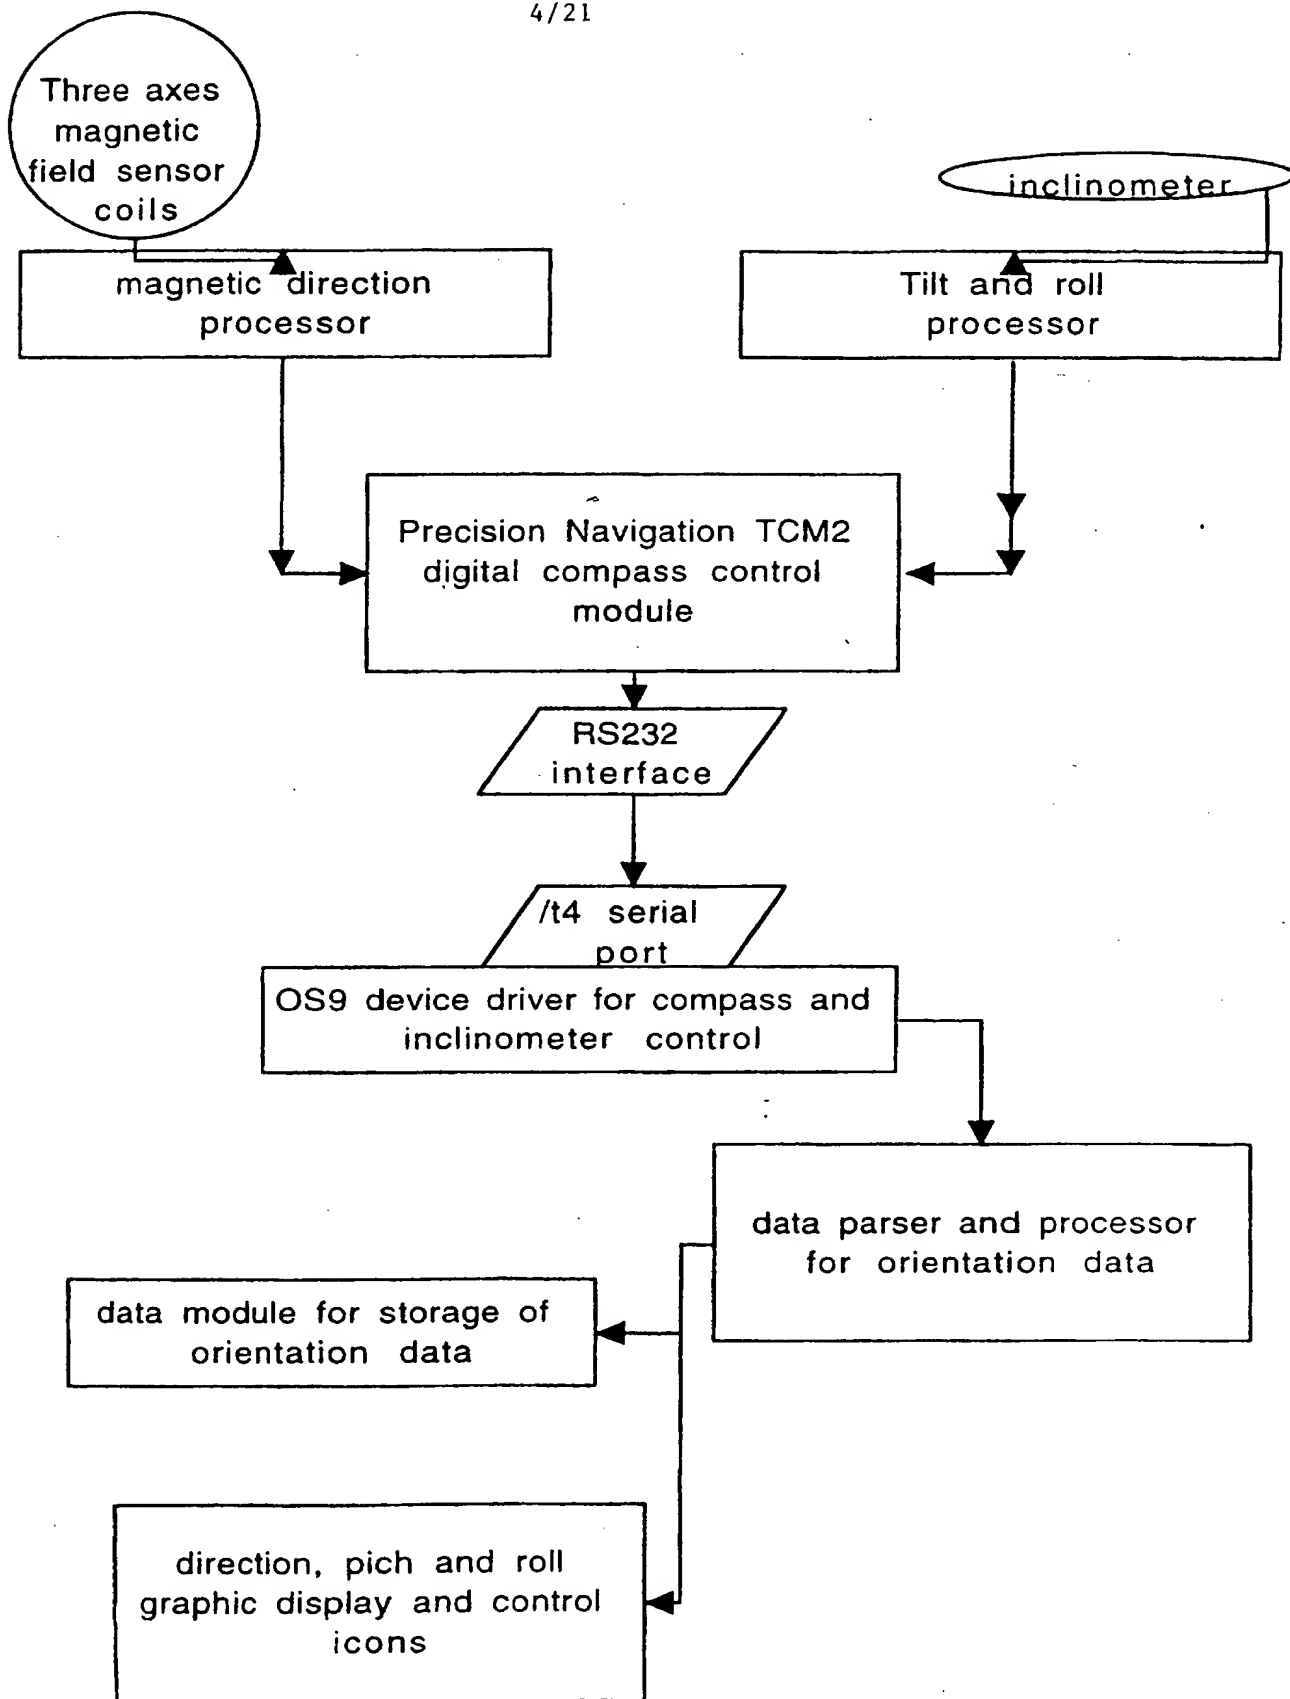 4/21
Three axes
magnetic
field sensor
coils
inclinometer
magnetic direction
processor
Tilt and roll
processor
Precision Navigation TCM2
digital compass control
module
RS232
interface
/t4 serial
port
OS9 device driver for compass and
inclinometer control
data parser and processor
for orientation data
data module for storage of
orientation data
direction, pich and roll
graphic display and control
icons